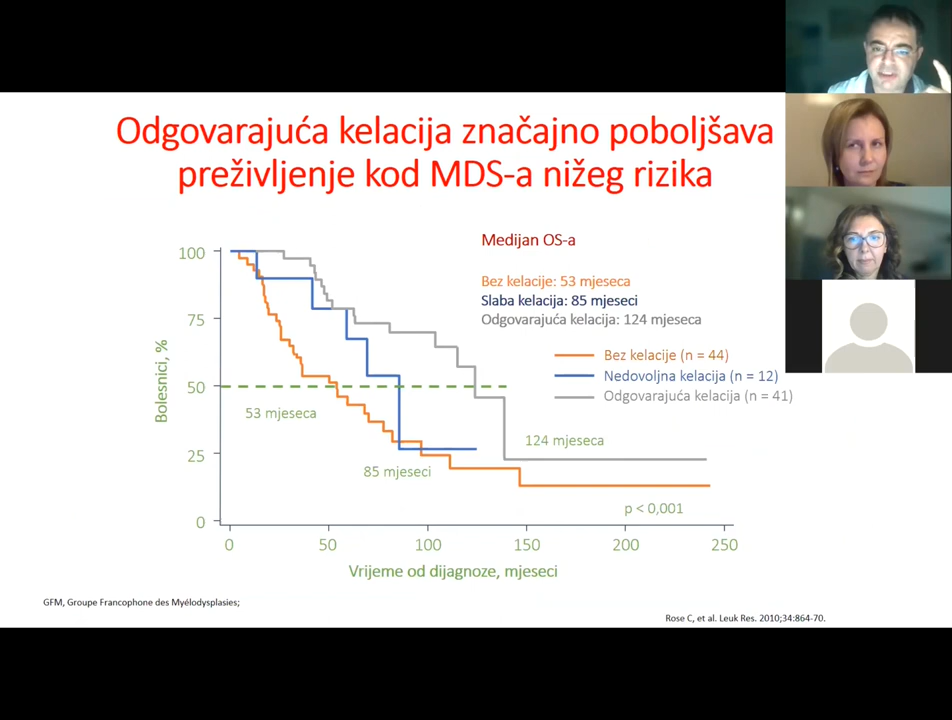 Odgovarajuća kelacija značajno poboljšava
preživljenje kod MDS-a nižeg rizika
Medijan OS-a
Bez kelacije: 53 mjeseca
Slaba kelacija: 85 mjeseci
Odgovarajuća kelacija: 124 mjeseca
Bez kelacije (n = 44)
Nedovoljna kelacija (n = 12)
Odgovarajuća kelacija (n = 41)
Bolesnici, %
100
75
50
25
0
53 mjeseca
85 mjeseci
124 mjeseca
p < 0,001
0 50 100 150 200 250
Vrijeme od dijagnoze, mjeseci
GFM, Groupe Francophone des Myélodysplasies;
Rose C, et al. Leuk Res. 2010;34:864-70.